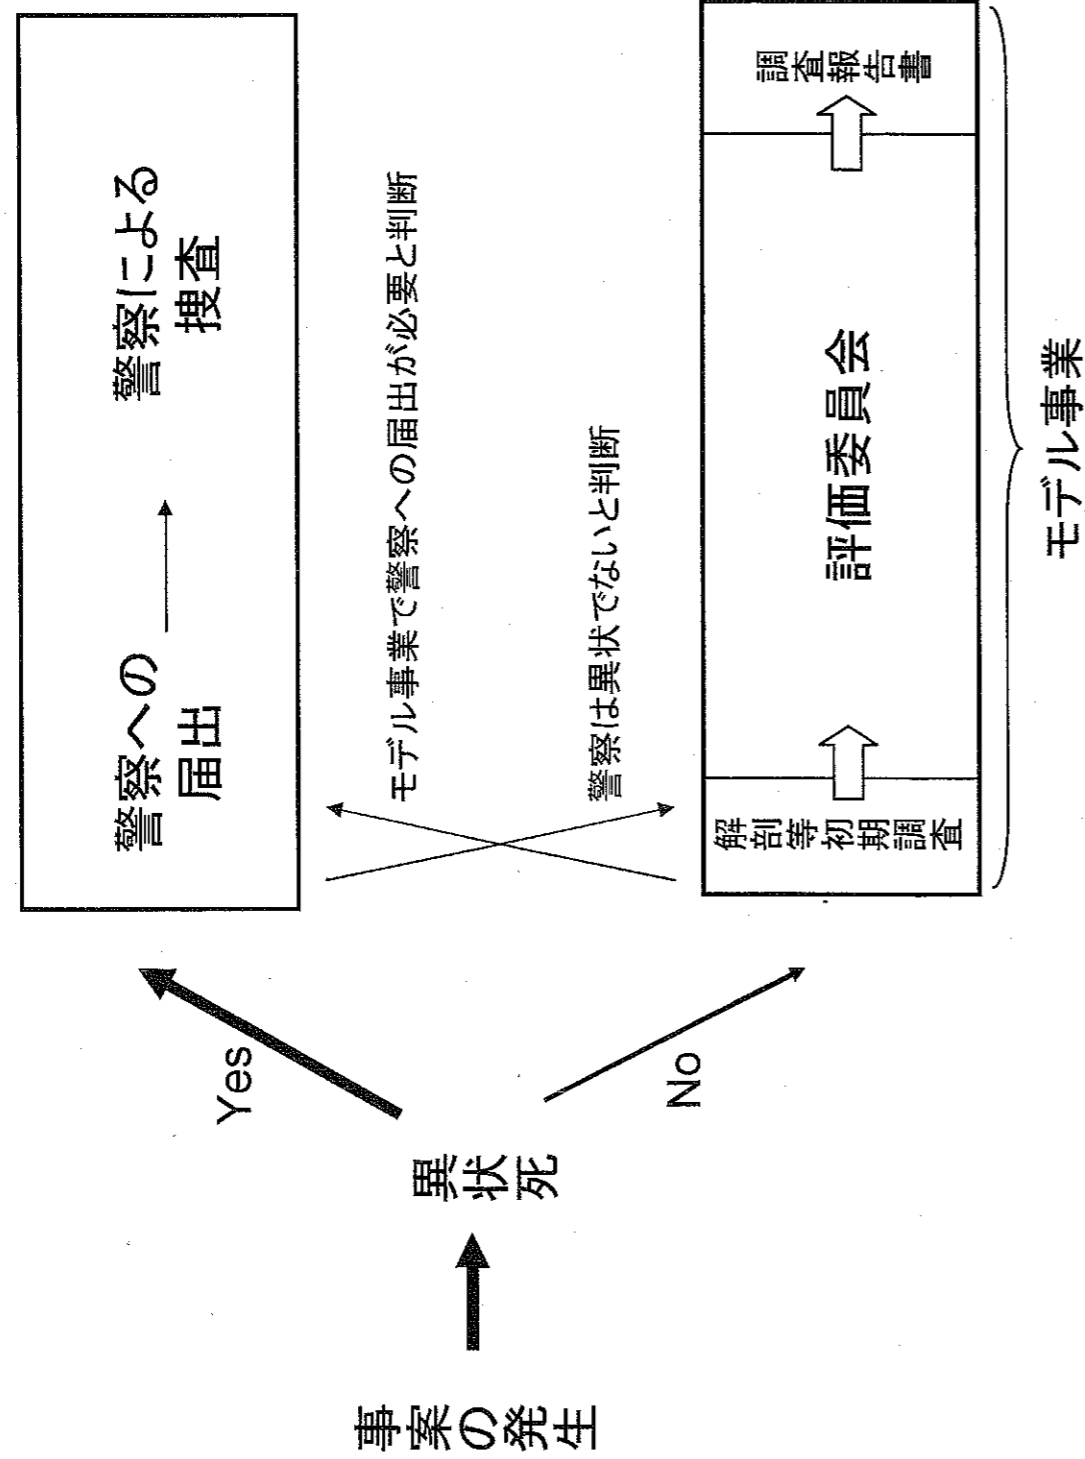 事案の発生
異状死
Yes
No
警察への
届出
警察による
捜査
モデル事業で警察への届出が必要と判断
警察は異状でないと判断
解剖等初期調査
評価委員会
調査報告書
モデル事業